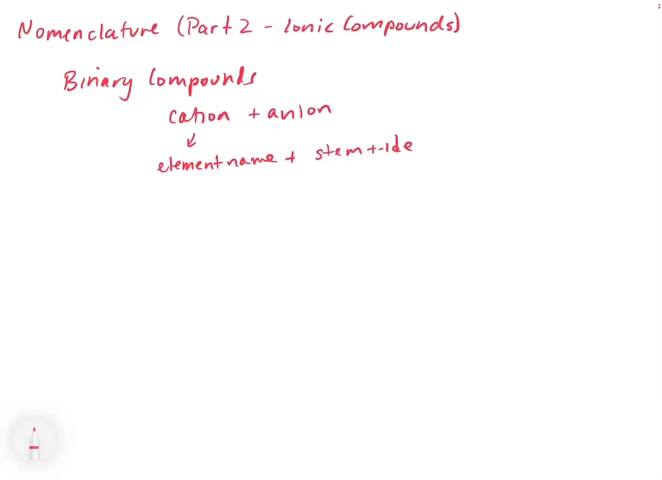 Nomenclature (Part 2 - Ionic Compounds)
Binary Compounds
cation + anion
element name + stem + -ide